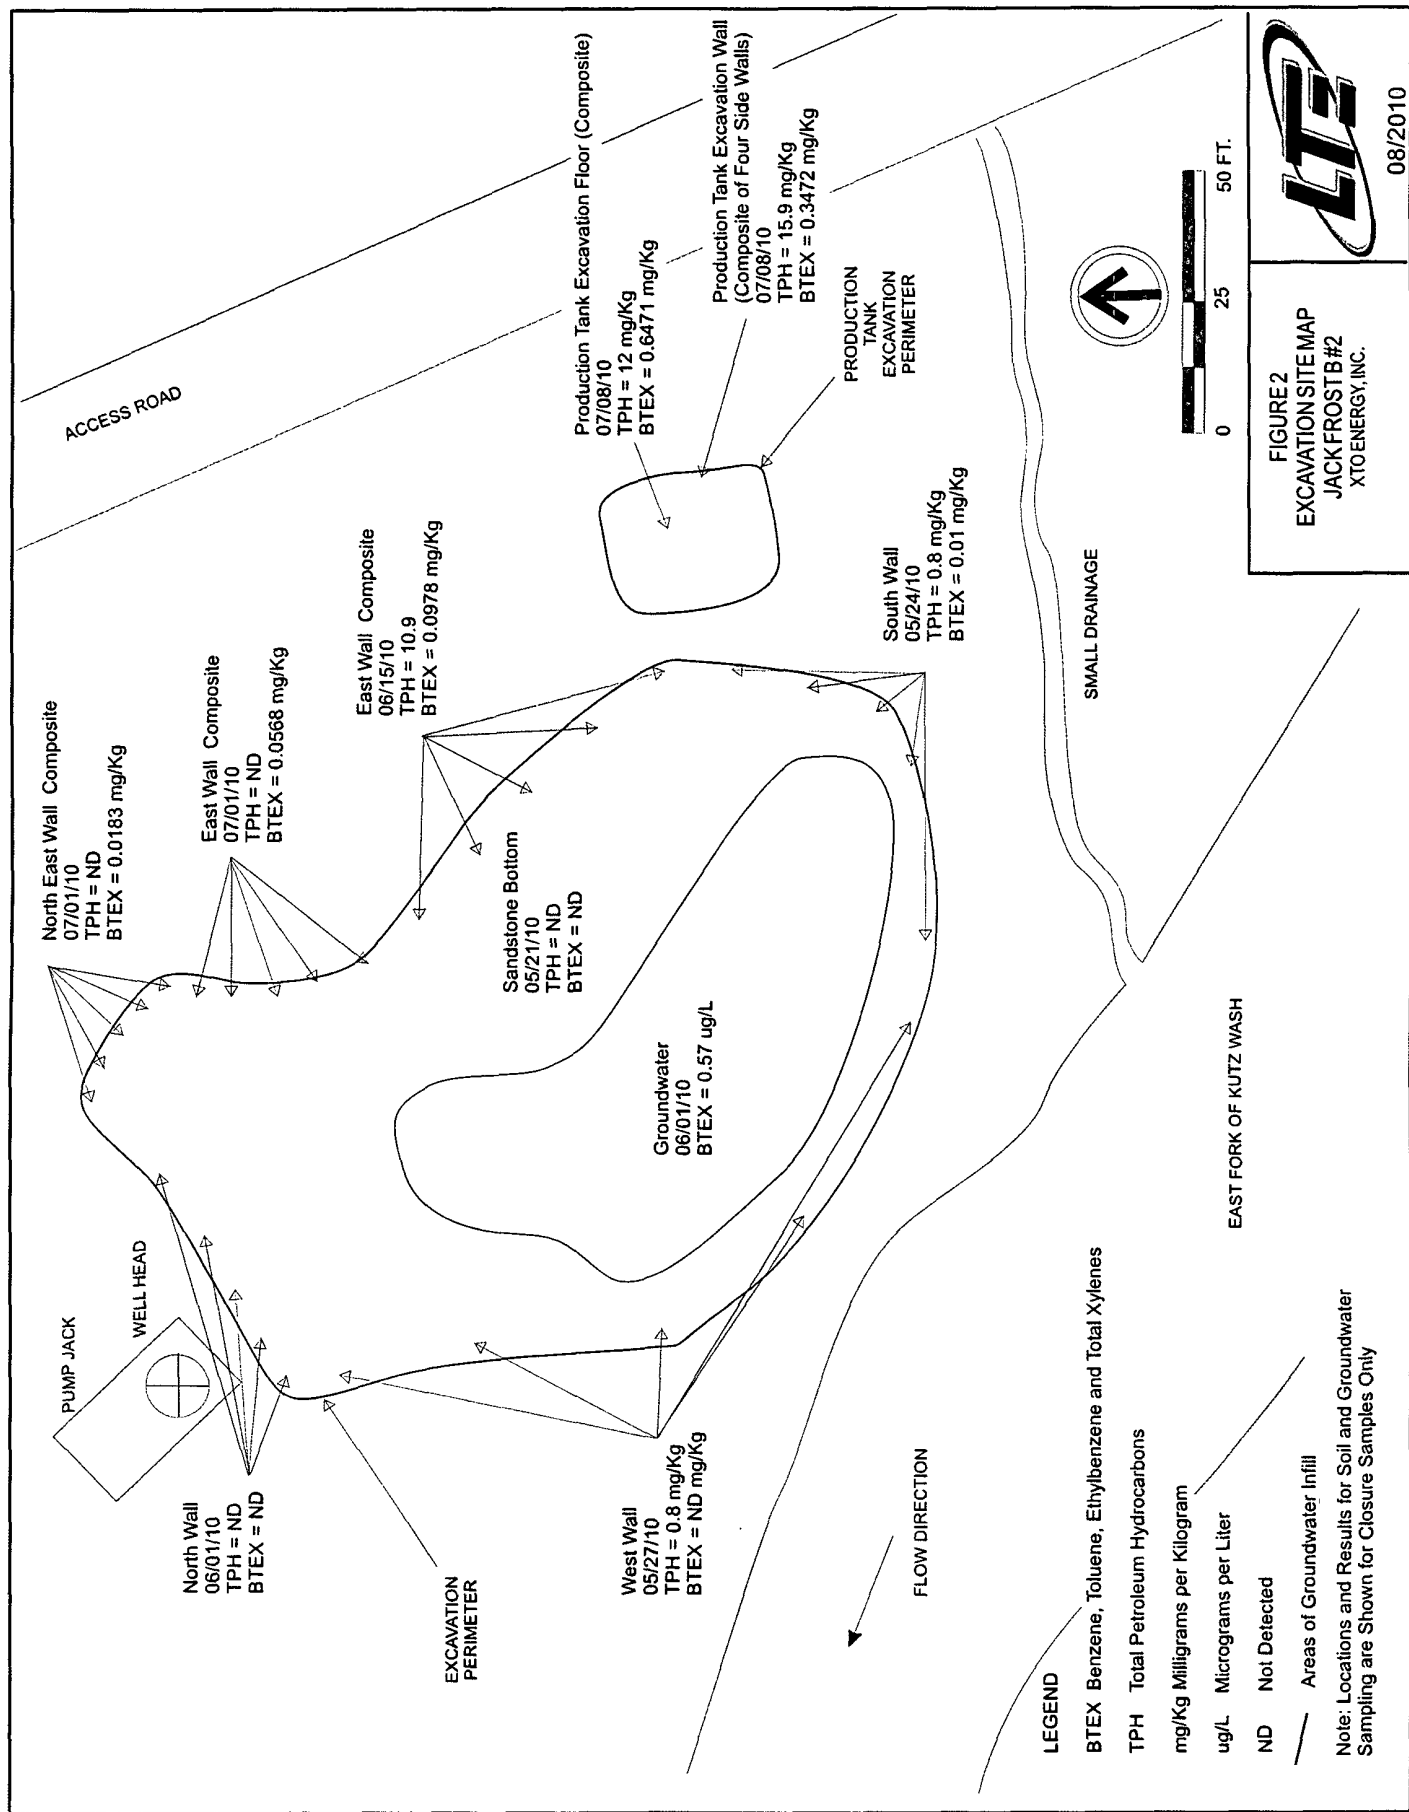 ACCESS ROAD
PUMP JACK
WELL HEAD
North East Wall Composite
07/01/10
TPH = ND
BTEX = 0.0183 mg/Kg
East Wall Composite
07/01/10
TPH = ND
BTEX = 0.0568 mg/Kg
North Wall
06/01/10
TPH = ND
BTEX = ND
East Wall Composite
06/15/10
TPH = 10.9
BTEX = 0.0978 mg/Kg
EXCAVATION
PERIMETER
Sandstone Bottom
05/21/10
TPH = ND
BTEX = ND
Production Tank Excavation Floor (Composite)
07/08/10
TPH = 12 mg/Kg
BTEX = 0.6471 mg/Kg
West Wall
05/27/10
TPH = 0.8 mg/Kg
BTEX = ND mg/Kg
Groundwater
06/01/10
BTEX = 0.57 ug/L
Production Tank Excavation Wall
(Composite of Four Side Walls)
07/08/10
TPH = 15.9 mg/Kg
BTEX = 0.3472 mg/Kg
PRODUCTION
TANK
EXCAVATION
PERIMETER
South Wall
05/24/10
TPH = 0.8 mg/Kg
BTEX = 0.01 mg/Kg
FLOW DIRECTION
SMALL DRAINAGE
EAST FORK OF KUTZ WASH
LEGEND
BTEX Benzene, Toluene, Ethylbenzene and Total Xylenes
TPH Total Petroleum Hydrocarbons
mg/Kg Milligrams per Kilogram
ug/L Micrograms per Liter
ND Not Detected
Areas of Groundwater Infill
Note: Locations and Results for Soil and Groundwater
Sampling are Shown for Closure Samples Only
0 25 50 FT.
FIGURE 2
EXCAVATION SITE MAP
JACK FROST B #2
XTO ENERGY, INC.
LTE
08/2010